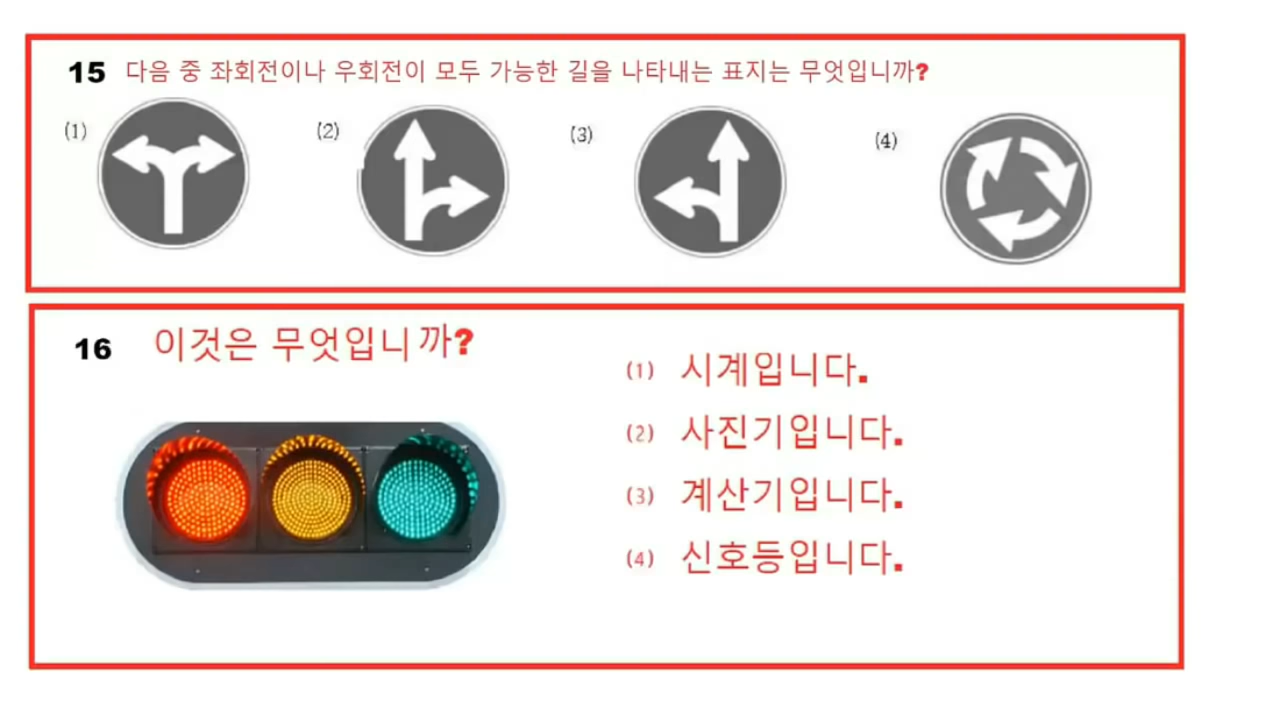 15 다음 중 좌회전이나 우회전이 모두 가능한 길을 나타내는 표지는 무엇입니까?
(1) (2) (3) (4)
16 이것은 무엇입니까?
(1) 시계입니다.
(2) 사진기입니다.
(3) 계산기입니다.
(4) 신호등입니다.